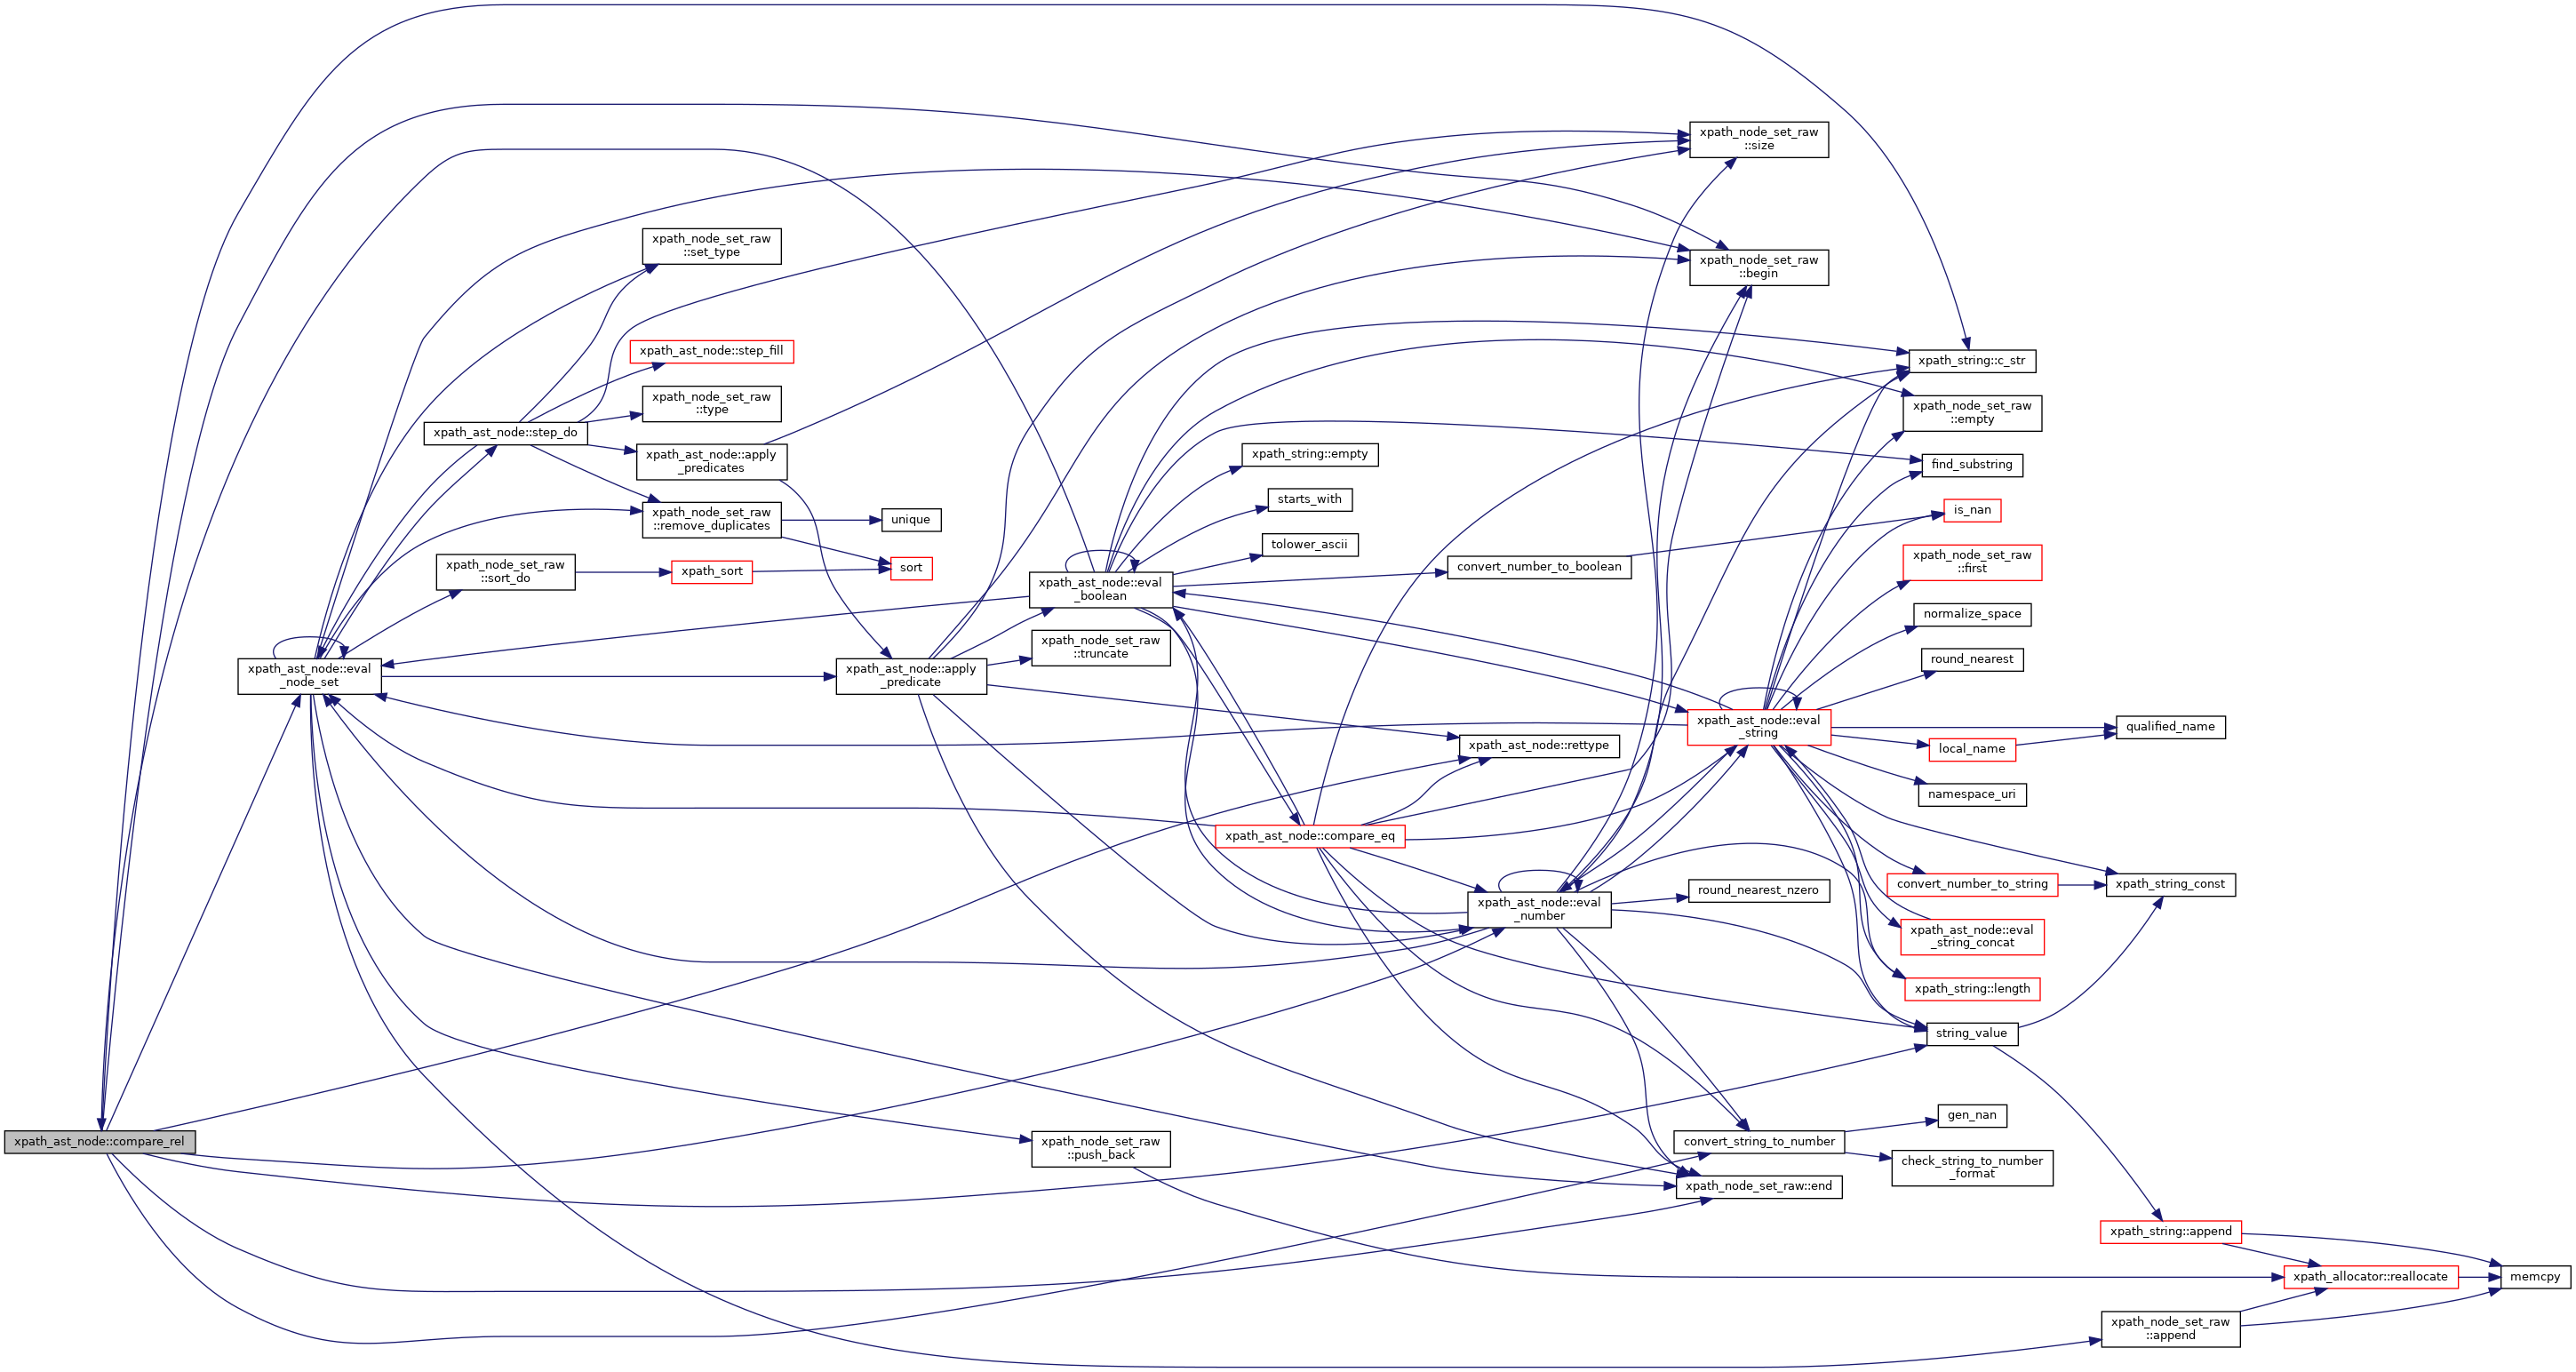 xpath_node_set_raw
::size
xpath_node_set_raw
::set_type
xpath_node_set_raw
::begin
xpath_ast_node::step_fill
xpath_string::c_str
xpath_node_set_raw
::type
xpath_node_set_raw
::empty
xpath_ast_node::step_do
xpath_ast_node::apply
_predicates
xpath_string::empty
find_substring
starts_with
is_nan
xpath_node_set_raw
::remove_duplicates
unique
tolower_ascii
xpath_node_set_raw
::sort_do
xpath_sort
sort
xpath_ast_node::eval
_boolean
convert_number_to_boolean
xpath_node_set_raw
::first
normalize_space
xpath_ast_node::eval
_node_set
xpath_ast_node::apply
_predicate
xpath_node_set_raw
::truncate
round_nearest
xpath_ast_node::eval
_string
qualified_name
xpath_ast_node::rettype
local_name
namespace_uri
xpath_ast_node::compare_eq
convert_number_to_string
xpath_string_const
round_nearest_nzero
xpath_ast_node::eval
_number
xpath_ast_node::eval
_string_concat
xpath_string::length
string_value
gen_nan
xpath_ast_node::compare_rel
xpath_node_set_raw
::push_back
convert_string_to_number
check_string_to_number
_format
xpath_node_set_raw::end
xpath_string::append
xpath_allocator::reallocate
memcpy
xpath_node_set_raw
::append